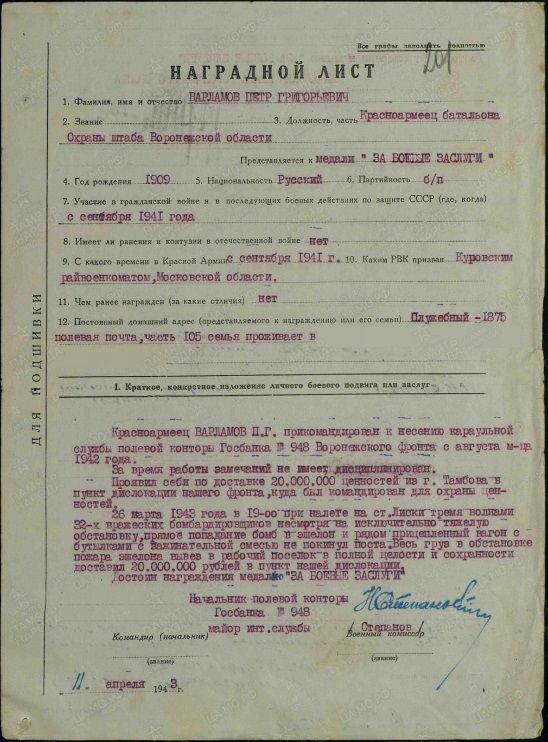 Все графы заполнить полностью
201
НАГРАДНОЙ ЛИСТ
1. Фамилия, имя и отчество ВАРЛАМОВ ПЕТР ГРИГОРЬЕВИЧ
2. Звание 3. Должность, часть Красноармеец батальона
Охраны штаба Воронежской области
Представляется к медали " ЗА БОЕВЫЕ ЗАСЛУГИ "
4. Год рождения 1909 5. Национальность Русский 6. Партийность б/п
7. Участие в гражданской войне и в последующих боевых действиях по защите СССР (где, когда)
с сентября 1941 года
8. Имеет ли ранения и контузии в отечественной войне нет
9. С какого времени в Красной Армии с сентября 1941 г. 10. Каким РВК призван Куровским
райвоенкоматом, Московской области.
11. Чем ранее награжден (за какие отличия) нет
12. Постоянный домашний адрес (представляемого к награждению или его семьи) Служебный -1875
полевая почта, часть 105 семья проживает в
ДЛЯ ПОДШИВКИ
I. Краткое, конкретное изложение личного боевого подвига или заслуг
Красноармеец ВАРЛАМОВ П.Г. прикомандирован к несению караульной
службы полевой конторы Госбанка № 948 Воронежского фронта с августа м-ца
1942 года.
За время работы замечаний не имеет дисциплинирован.
Проявил себя по доставке 20.000.000 ценностей из г. Тамбова в
пункт дислокации нашего фронта, куда был командирован для охраны цен-
ностей.
26 марта 1943 года в 19-оо при налете на ст. Лиски тремя волнами
32-х вражеских бомбардировщиков несмотря на исключительно тяжелую
обстановку, прямое попадание бомб в эшелон и рядом прицепленный вагон с
бутылками с зажинательной смесью не покинул поста. Весь груз в обстановке
пожара эшелона вывез в рабочий поселок в полной целости и сохранности
доставил 20.000.000 рублей в пункт нашей дислокации.
Достоин награждения медалью "ЗА БОЕВЫЕ ЗАСЛУГИ"
Начальник полевой конторы
Госбанка № 948
майор инт. службы / Степанов /
Командир (начальник) Военный комиссар
(звание) (звание)
11 апреля 1943 г.